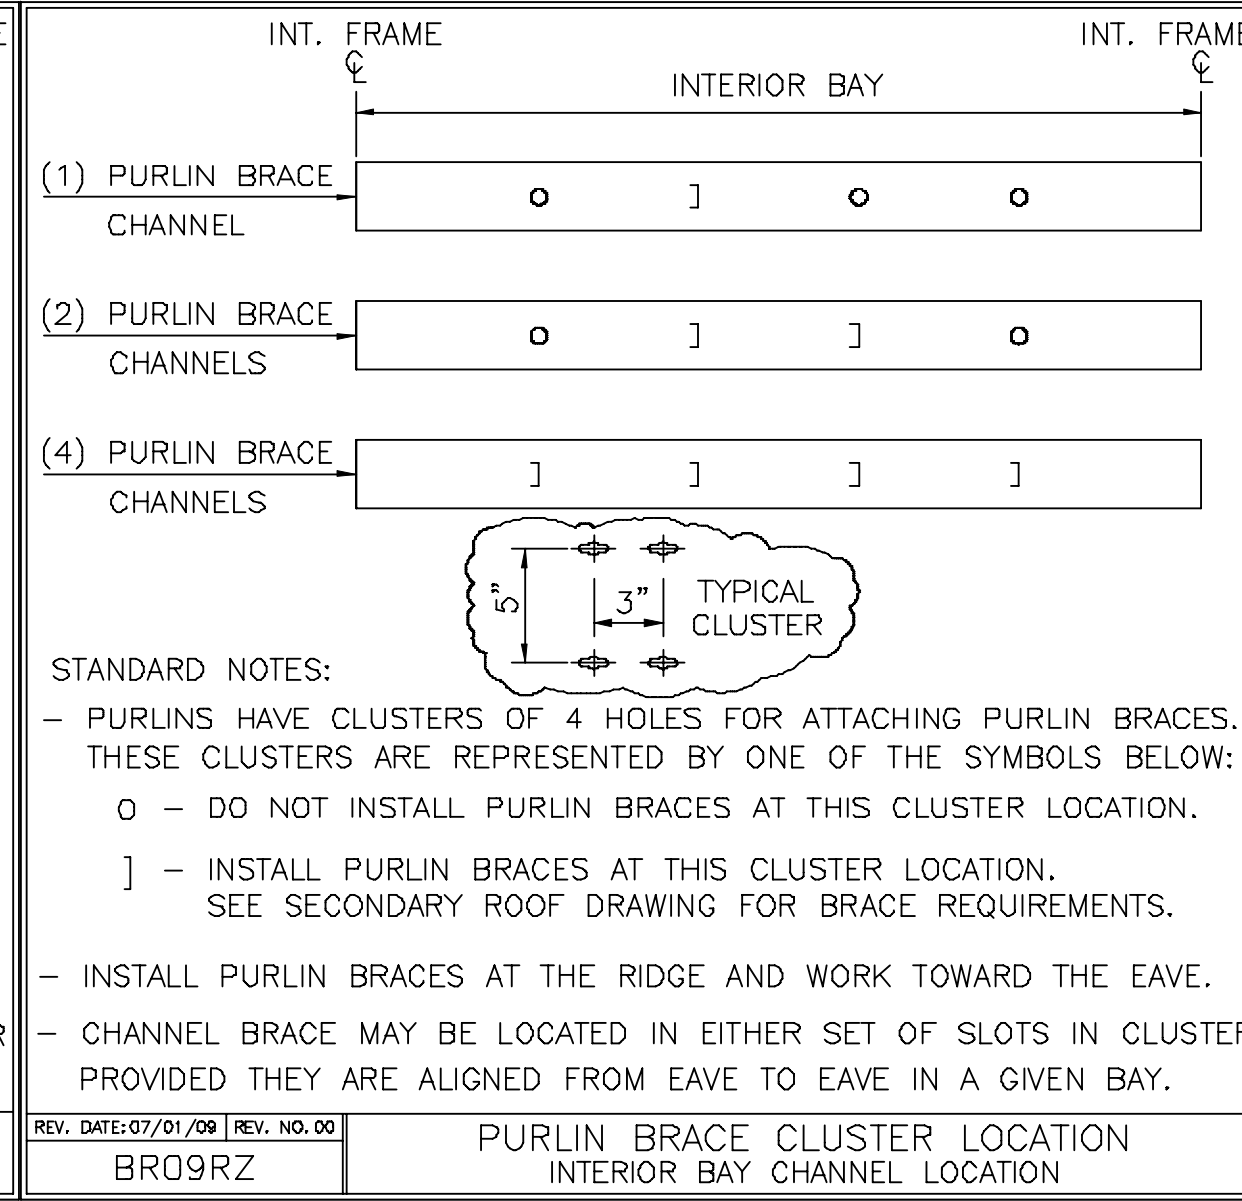 E
INT. FRAME
INT. FRAME
℄
℄
INTERIOR BAY
(1) PURLIN BRACE
CHANNEL
O ] O O
(2) PURLIN BRACE
CHANNELS
O ] ] O
(4) PURLIN BRACE
CHANNELS
] ] ] ]
5"
3"
TYPICAL
CLUSTER
STANDARD NOTES:
– PURLINS HAVE CLUSTERS OF 4 HOLES FOR ATTACHING PURLIN BRACES.
THESE CLUSTERS ARE REPRESENTED BY ONE OF THE SYMBOLS BELOW:
O – DO NOT INSTALL PURLIN BRACES AT THIS CLUSTER LOCATION.
] – INSTALL PURLIN BRACES AT THIS CLUSTER LOCATION.
SEE SECONDARY ROOF DRAWING FOR BRACE REQUIREMENTS.
– INSTALL PURLIN BRACES AT THE RIDGE AND WORK TOWARD THE EAVE.
R
– CHANNEL BRACE MAY BE LOCATED IN EITHER SET OF SLOTS IN CLUSTER
PROVIDED THEY ARE ALIGNED FROM EAVE TO EAVE IN A GIVEN BAY.
REV. DATE:07/01/09 REV. NO.00
BR09RZ
PURLIN BRACE CLUSTER LOCATION
INTERIOR BAY CHANNEL LOCATION